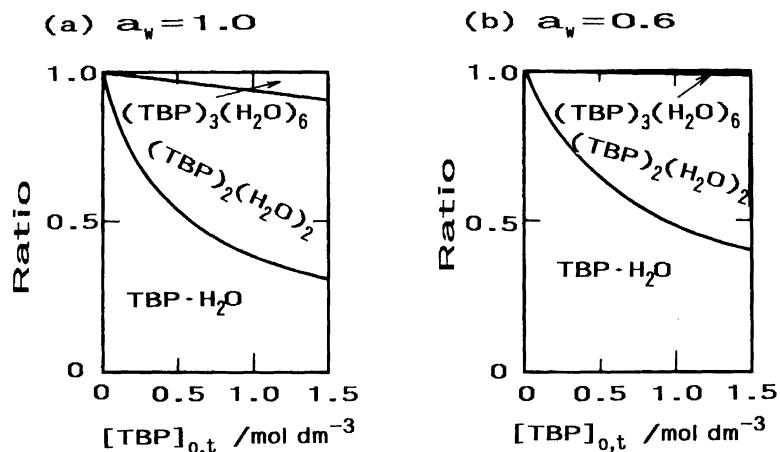 (a) a_w=1.0
1.0
(TBP)₃(H₂O)₆
(TBP)₂(H₂O)₂
0.5
TBP·H₂O
0
0 0.5 1.0 1.5
Ratio
[TBP]ₒ,ₜ /mol dm⁻³
(b) a_w=0.6
1.0
(TBP)₃(H₂O)₆
(TBP)₂(H₂O)₂
0.5
TBP·H₂O
0
0 0.5 1.0 1.5
Ratio
[TBP]ₒ,ₜ /mol dm⁻³